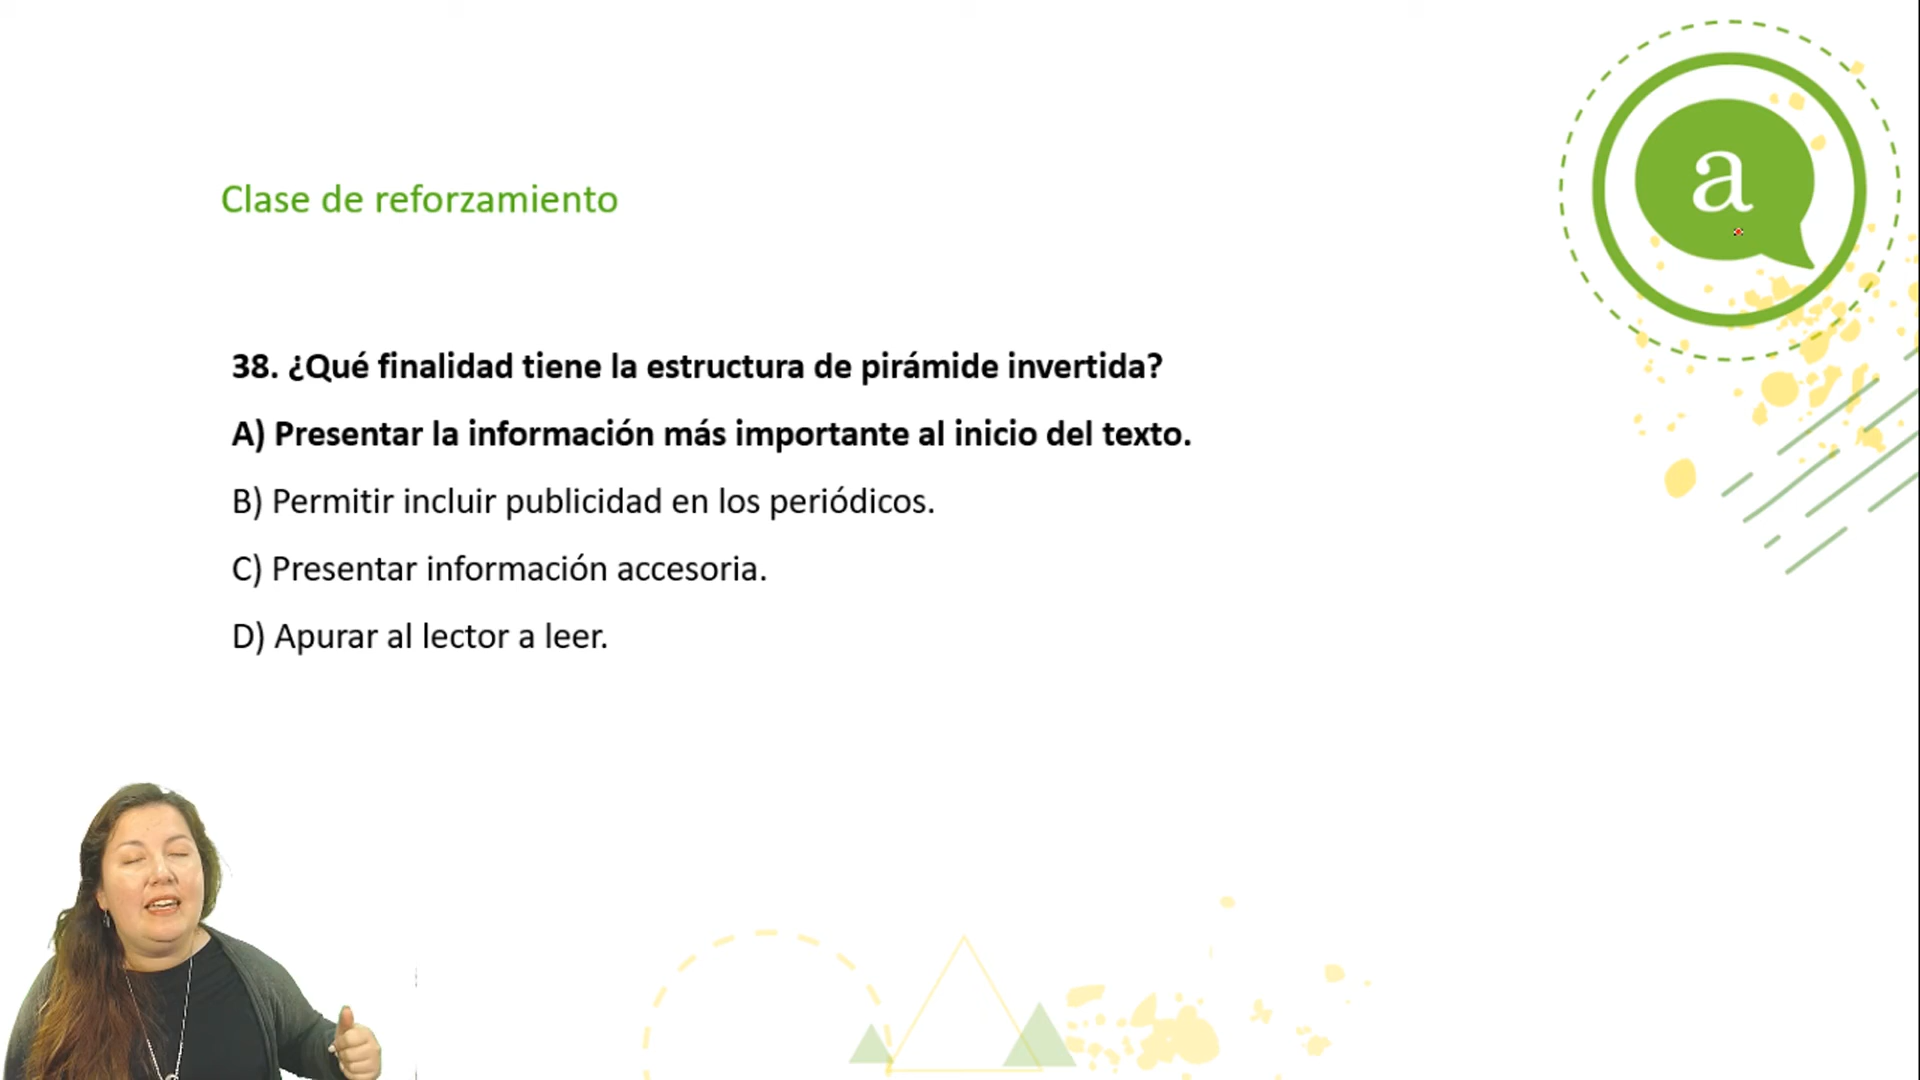 a
Clase de reforzamiento
38. ¿Qué finalidad tiene la estructura de pirámide invertida?
A) Presentar la información más importante al inicio del texto.
B) Permitir incluir publicidad en los periódicos.
C) Presentar información accesoria.
D) Apurar al lector a leer.